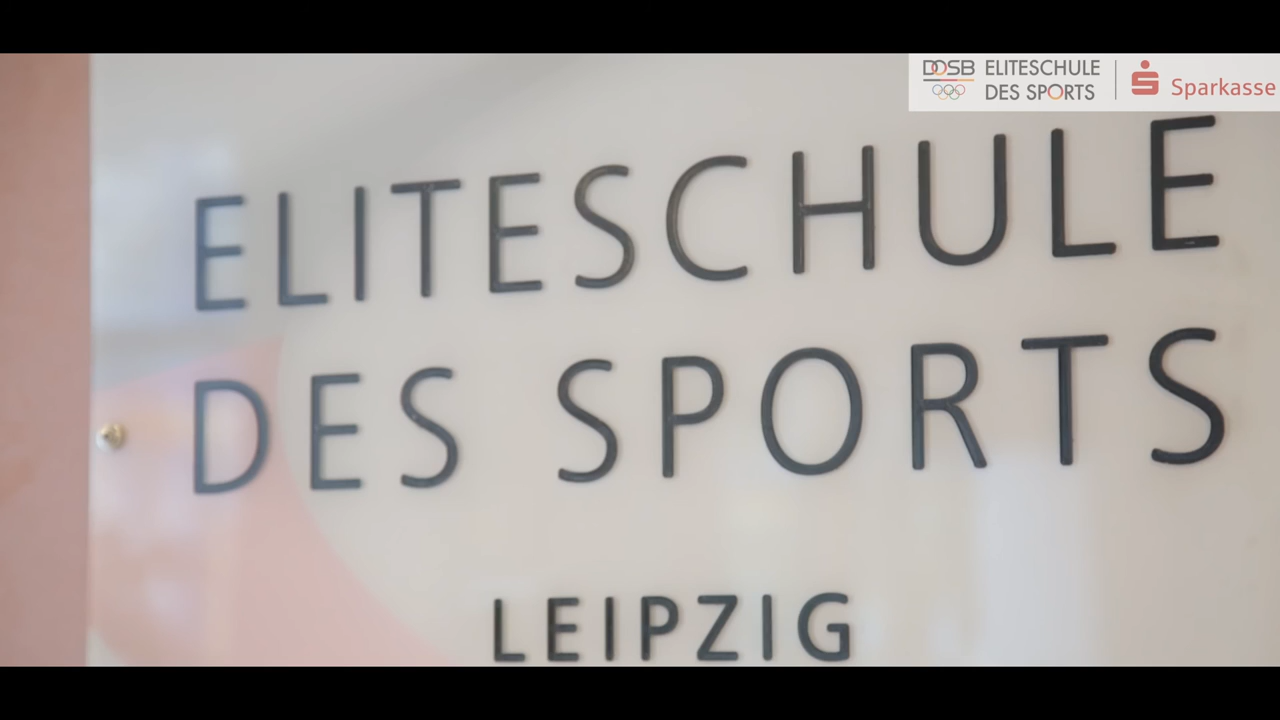 DOSB ELITESCHULE DES SPORTS | Sparkasse
ELITESCHULE
DES SPORTS
LEIPZIG